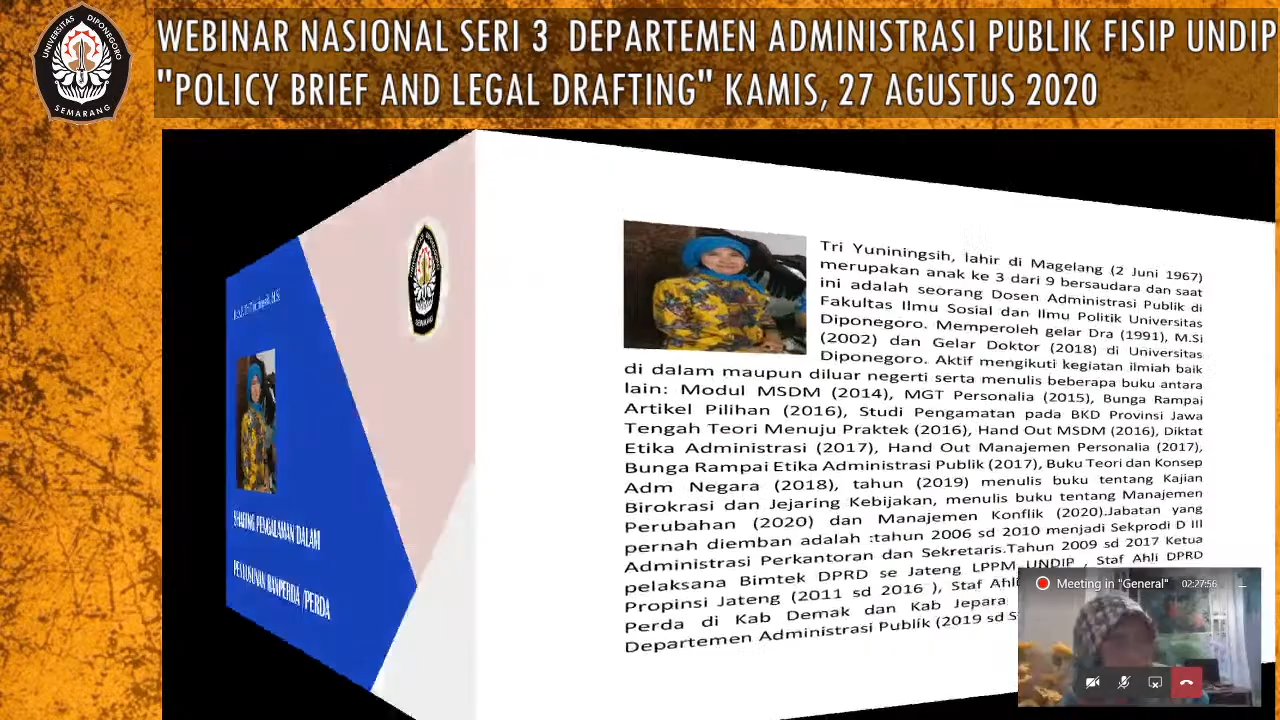 WEBINAR NASIONAL SERI 3 DEPARTEMEN ADMINISTRASI PUBLIK FISIP UNDIP
"POLICY BRIEF AND LEGAL DRAFTING" KAMIS, 27 AGUSTUS 2020
UNIVERSITAS DIPONEGORO
SEMARANG
SHARING PENGALAMAN DALAM
PENYUSUNAN RANPERDA /PERDA
Tri Yuniningsih, lahir di Magelang (2 Juni 1967)
merupakan anak ke 3 dari 9 bersaudara dan saat
ini adalah seorang Dosen Administrasi Publik di
Fakultas Ilmu Sosial dan Ilmu Politik Universitas
Diponegoro. Memperoleh gelar Dra (1991), M.Si
(2002) dan Gelar Doktor (2018) di Universitas
Diponegoro. Aktif mengikuti kegiatan ilmiah baik
di dalam maupun diluar negerti serta menulis beberapa buku antara
lain: Modul MSDM (2014), MGT Personalia (2015), Bunga Rampai
Artikel Pilihan (2016), Studi Pengamatan pada BKD Provinsi Jawa
Tengah Teori Menuju Praktek (2016), Hand Out MSDM (2016), Diktat
Etika Administrasi (2017), Hand Out Manajemen Personalia (2017),
Bunga Rampai Etika Administrasi Publik (2017), Buku Teori dan Konsep
Adm Negara (2018), tahun (2019) menulis buku tentang Kajian
Birokrasi dan Jejaring Kebijakan, menulis buku tentang Manajemen
Perubahan (2020) dan Manajemen Konflik (2020).Jabatan yang
pernah diemban adalah :tahun 2006 sd 2010 menjadi Sekprodi D III
Administrasi Perkantoran dan Sekretaris.Tahun 2009 sd 2017 Ketua
pelaksana Bimtek DPRD se Jateng LPPM UNDIP , Staf Ahli DPRD
Propinsi Jateng (2011 sd 2016 ), Staf Ahli
Perda di Kab Demak dan Kab Jepara
Departemen Administrasi Publik (2019 sd
Meeting in "General" 02:27:56